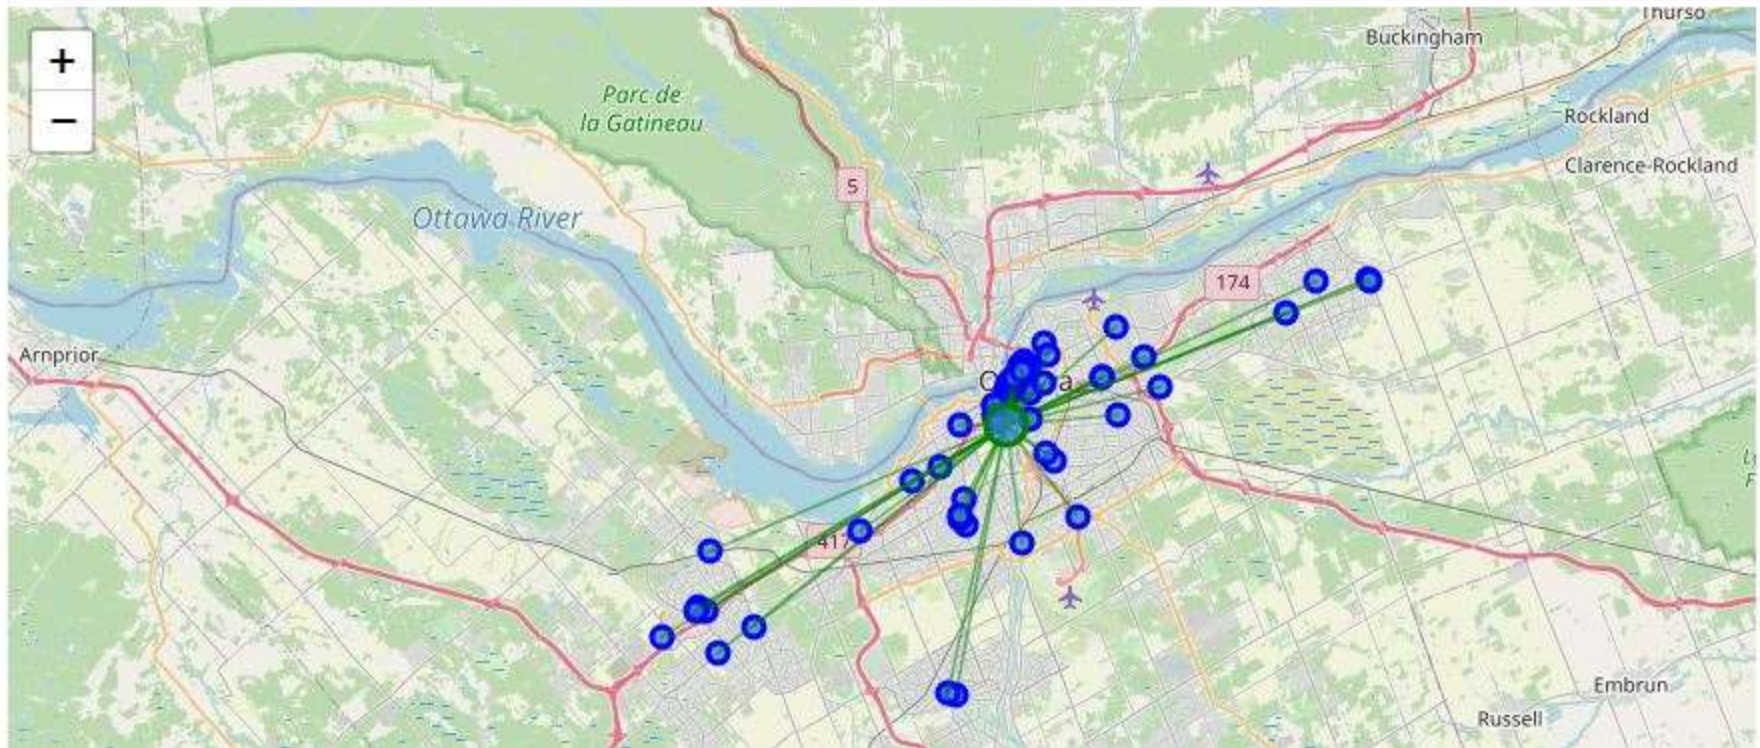 Thurso
Buckingham
+
−
Parc de
la Gatineau
Rockland
Clarence-Rockland
5
Ottawa River
174
Arnprior
417
Embrun
Russell